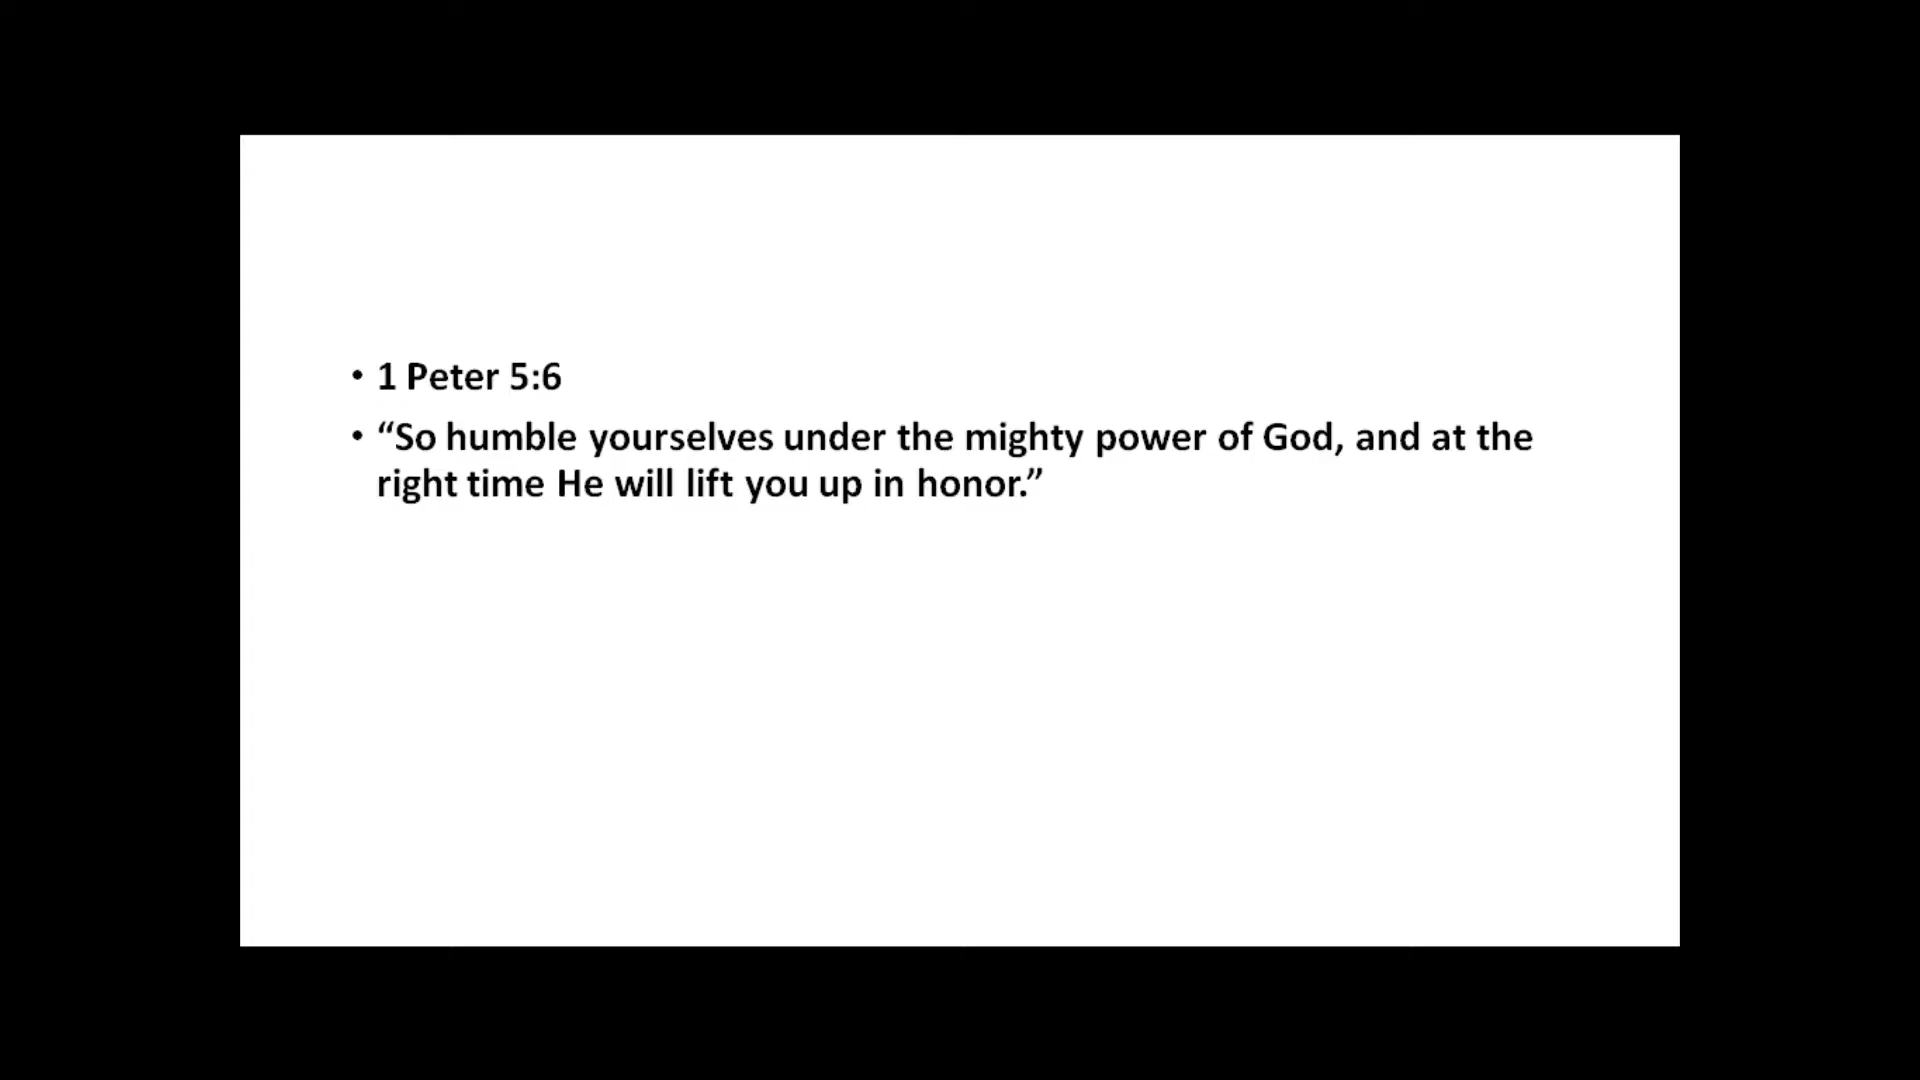 • 1 Peter 5:6
• “So humble yourselves under the mighty power of God, and at the
right time He will lift you up in honor.”